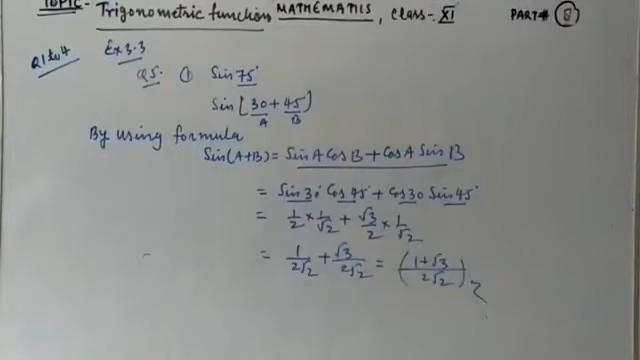 TOPIC - Trigonometric functions MATHEMATICS, Class-XI PART# 8
Q1 to 4 Ex 3.3
Q5. ① Sin 75°
Sin [30 + 45°]
A B
By using formula
Sin(A+B) = Sin A Cos B + Cos A Sin B
= Sin 30° Cos 45° + Cos 30 Sin 45°
= 1/2 × 1/√2 + √3/2 × 1/√2
= 1/2√2 + √3/2√2 = (1+√3/2√2)